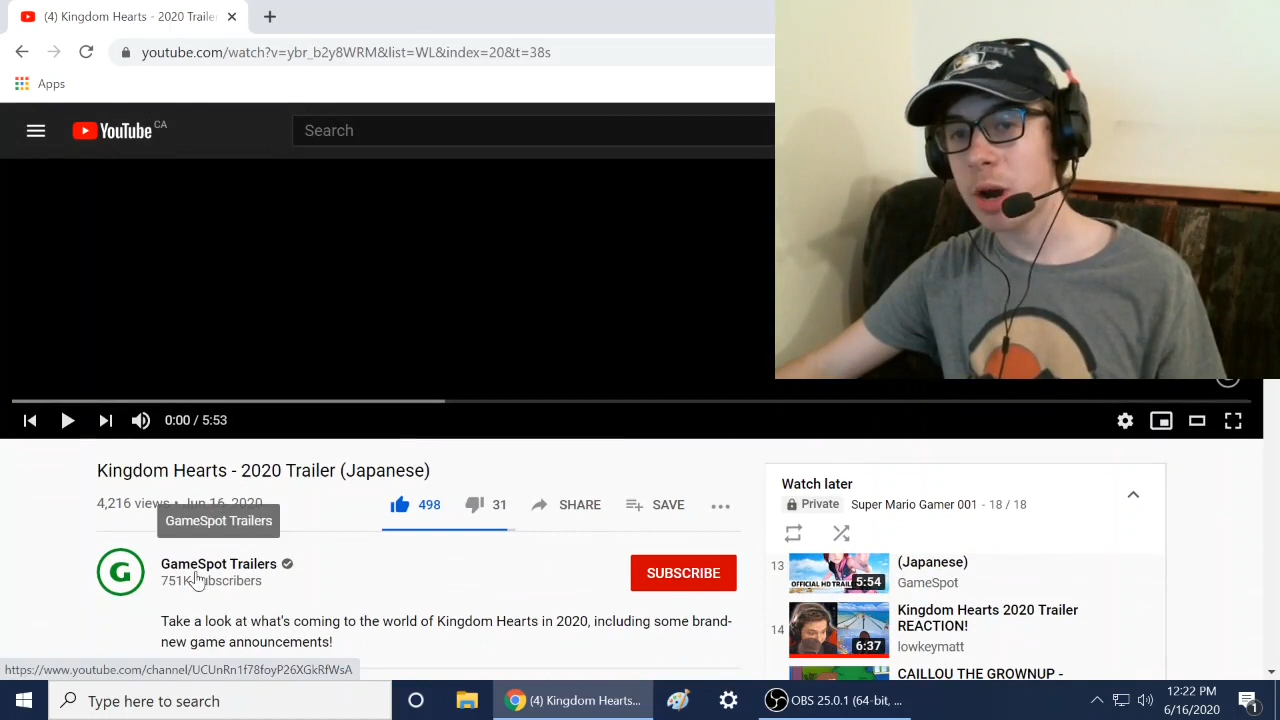 (4) Kingdom Hearts - 2020 Trailer
youtube.com/watch?v=ybr_b2y8WRM&list=WL&index=20&t=38s
Apps
YouTube CA
Search
0:00 / 5:53
Kingdom Hearts - 2020 Trailer (Japanese)
4,216 views • Jun 16, 2020
498
31
SHARE
SAVE
GameSpot Trailers
G
GameSpot Trailers
751K subscribers
SUBSCRIBE
Take a look at what's coming to the world of Kingdom Hearts in 2020, including some brand-
new game announcements!
Watch later
Private Super Mario Gamer 001 - 18 / 18
13
OFFICIAL HD TRAIL
5:54
(Japanese)
GameSpot
14
6:37
Kingdom Hearts 2020 Trailer
REACTION!
lowkeymatt
CAILLOU THE GROWNUP -
https://www.youtube.com/channel/UCUnRn1f78foyP26XGkRfWsA
Type here to search
(4) Kingdom Hearts...
OBS 25.0.1 (64-bit, ...
12:22 PM
6/16/2020
1